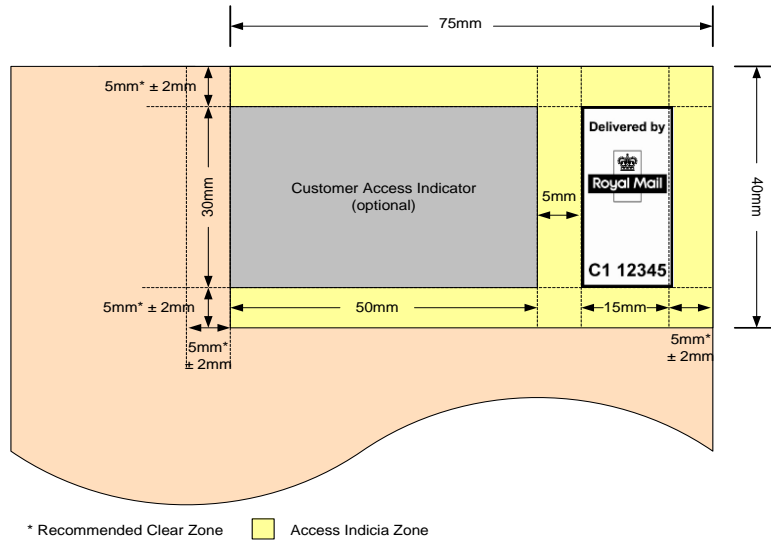 75mm
5mm* ± 2mm
Delivered by
Royal Mail
Customer Access Indicator
(optional)
30mm
5mm
40mm
C1 12345
5mm* ± 2mm
50mm
15mm
5mm*
± 2mm
5mm*
± 2mm
* Recommended Clear Zone
Access Indicia Zone